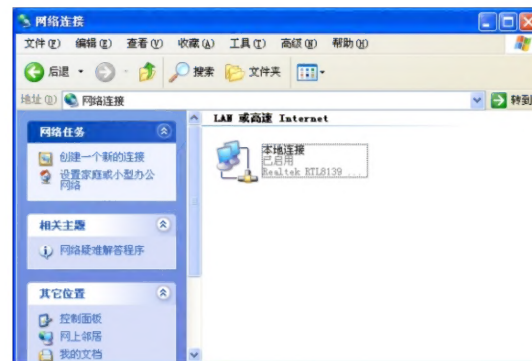 网络连接
文件(F) 编辑(E) 查看(V) 收藏(A) 工具(T) 高级(N) 帮助(H)
后退 搜索 文件夹
地址(D) 网络连接 转到
网络任务
创建一个新的连接
设置家庭或小型办公
网络
相关主题
网络疑难解答程序
其它位置
控制面板
网上邻居
我的文档
LAN 或高速 Internet
本地连接
已启用
Realtek RTL8139 ...